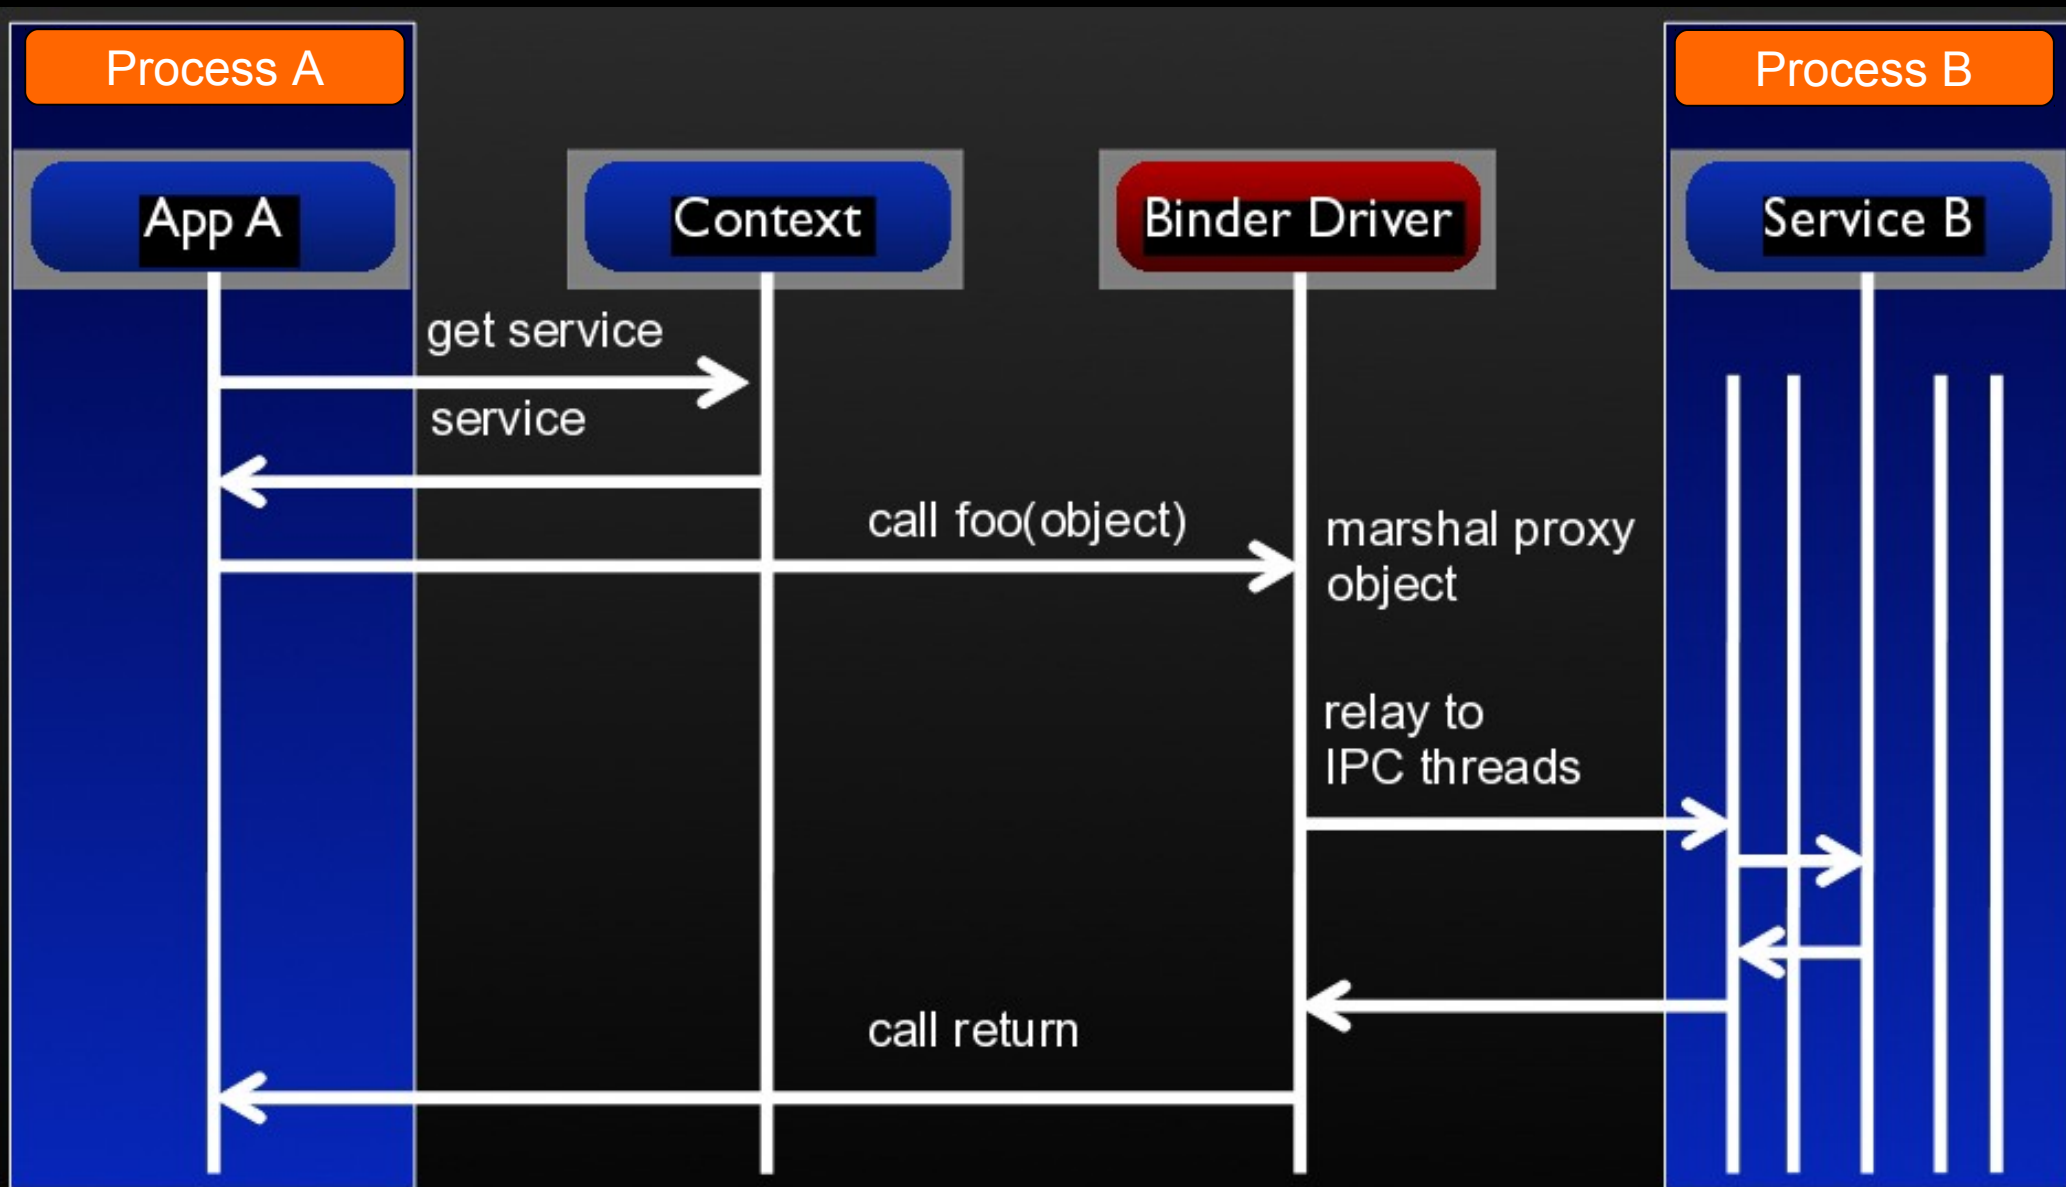 Process A
Process B
App A
Context
Binder Driver
Service B
get service
service
call foo(object)
marshal proxy
object
relay to
IPC threads
call return